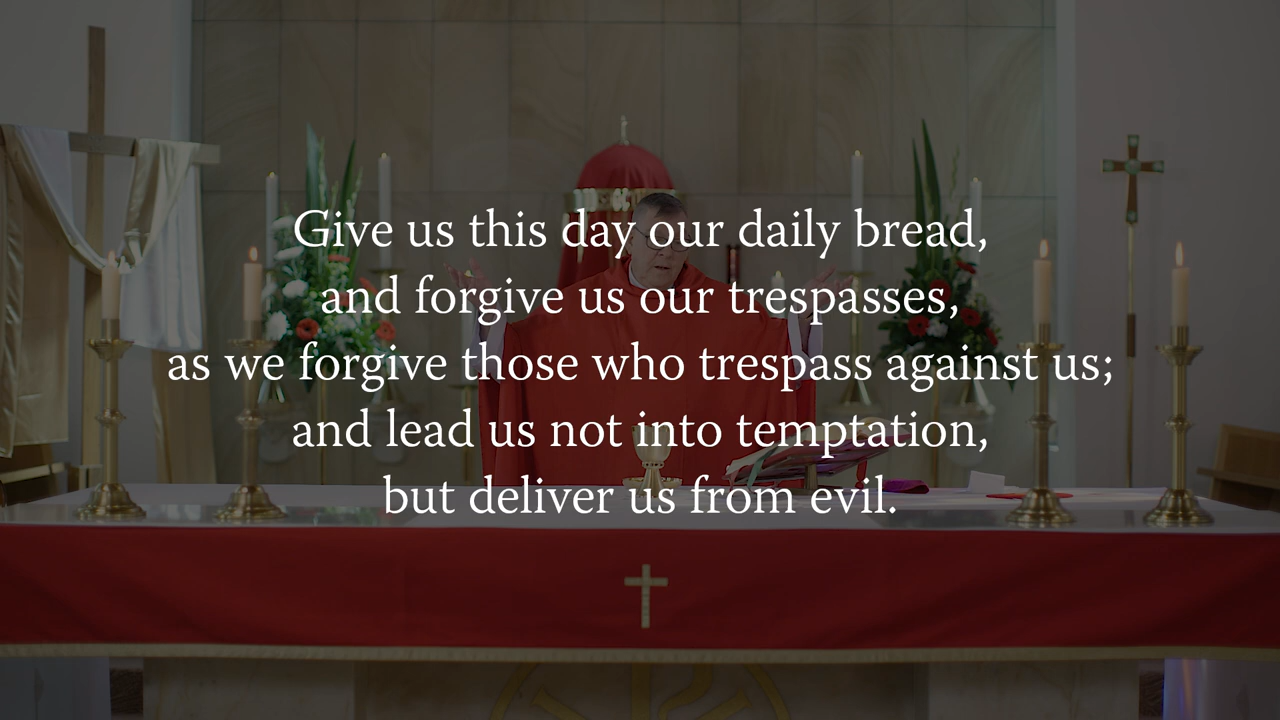 Give us this day our daily bread,
and forgive us our trespasses,
as we forgive those who trespass against us;
and lead us not into temptation,
but deliver us from evil.